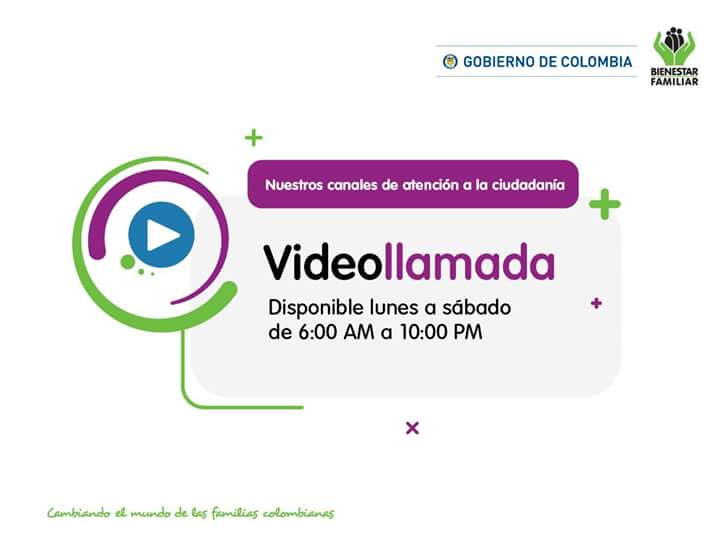 GOBIERNO DE COLOMBIA
BIENESTAR
FAMILIAR
Nuestros canales de atención a la ciudadanía
Videollamada
Disponible lunes a sábado
de 6:00 AM a 10:00 PM
Cambiando el mundo de las familias colombianas